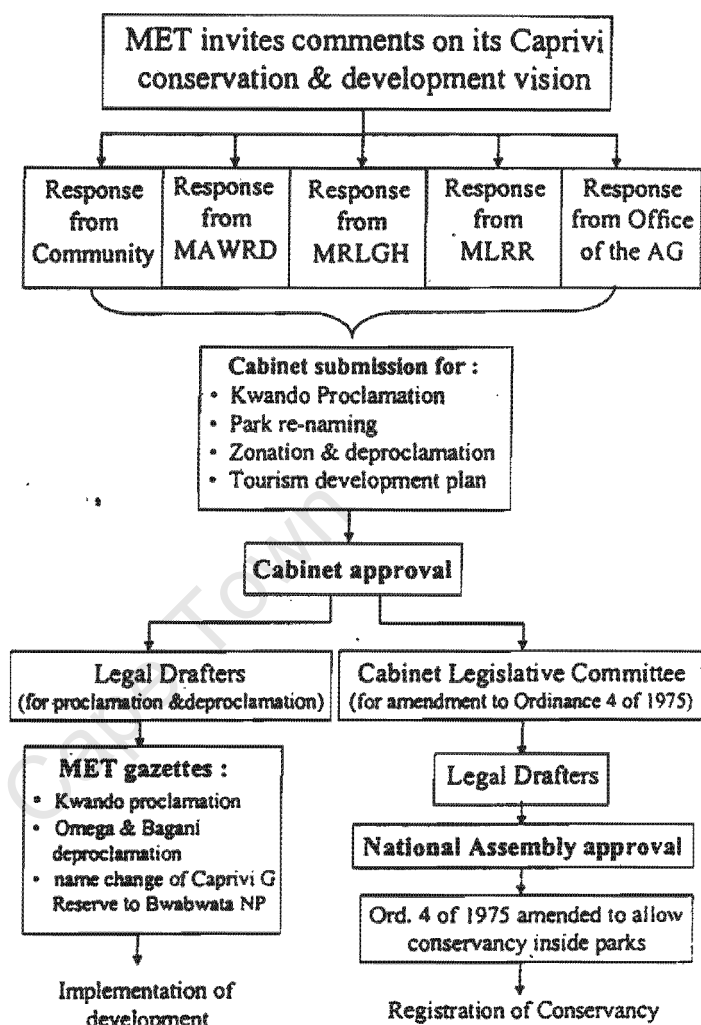 MET invites comments on its Caprivi
conservation & development vision
Response
from
Community
Response
from
MAWRD
Response
from
MRLGH
Response
from
MLRR
Response
from Office
of the AG
Cabinet submission for :
• Kwando Proclamation
• Park re-naming
• Zonation & deproclamation
• Tourism development plan
Cabinet approval
Legal Drafters
(for proclamation &deproclamation)
MET gazettes :
• Kwando proclamation
• Omega & Bagani
deproclamation
• name change of Caprivi G
Reserve to Bwabwata NP
Implementation of
development
Cabinet Legislative Committee
(for amendment to Ordinance 4 of 1975)
Legal Drafters
National Assembly approval
Ord. 4 of 1975 amended to allow
conservancy inside parks
Registration of Conservancy
Cape Town